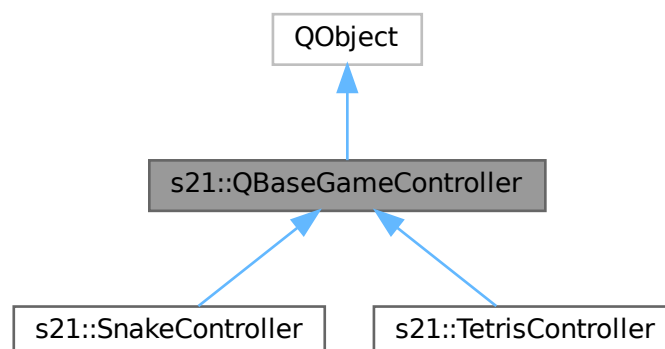 QObject
s21::QBaseGameController
s21::SnakeController
s21::TetrisController